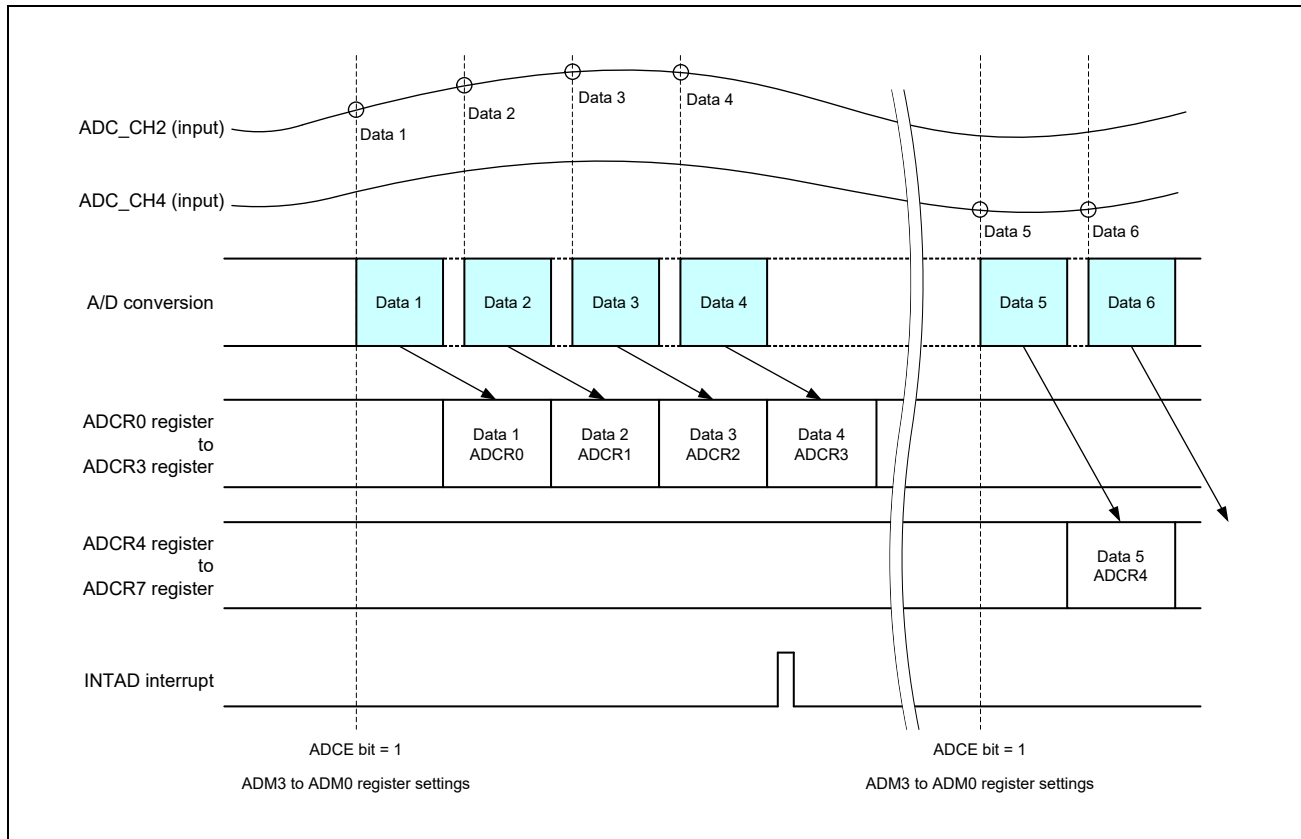 Data 1
Data 2
Data 3
Data 4
ADC_CH2 (input)
ADC_CH4 (input)
Data 5
Data 6
A/D conversion
Data 1
Data 2
Data 3
Data 4
Data 5
Data 6
ADCR0 register
to
ADCR3 register
Data 1
ADCR0
Data 2
ADCR1
Data 3
ADCR2
Data 4
ADCR3
ADCR4 register
to
ADCR7 register
Data 5
ADCR4
INTAD interrupt
ADCE bit = 1
ADM3 to ADM0 register settings
ADCE bit = 1
ADM3 to ADM0 register settings